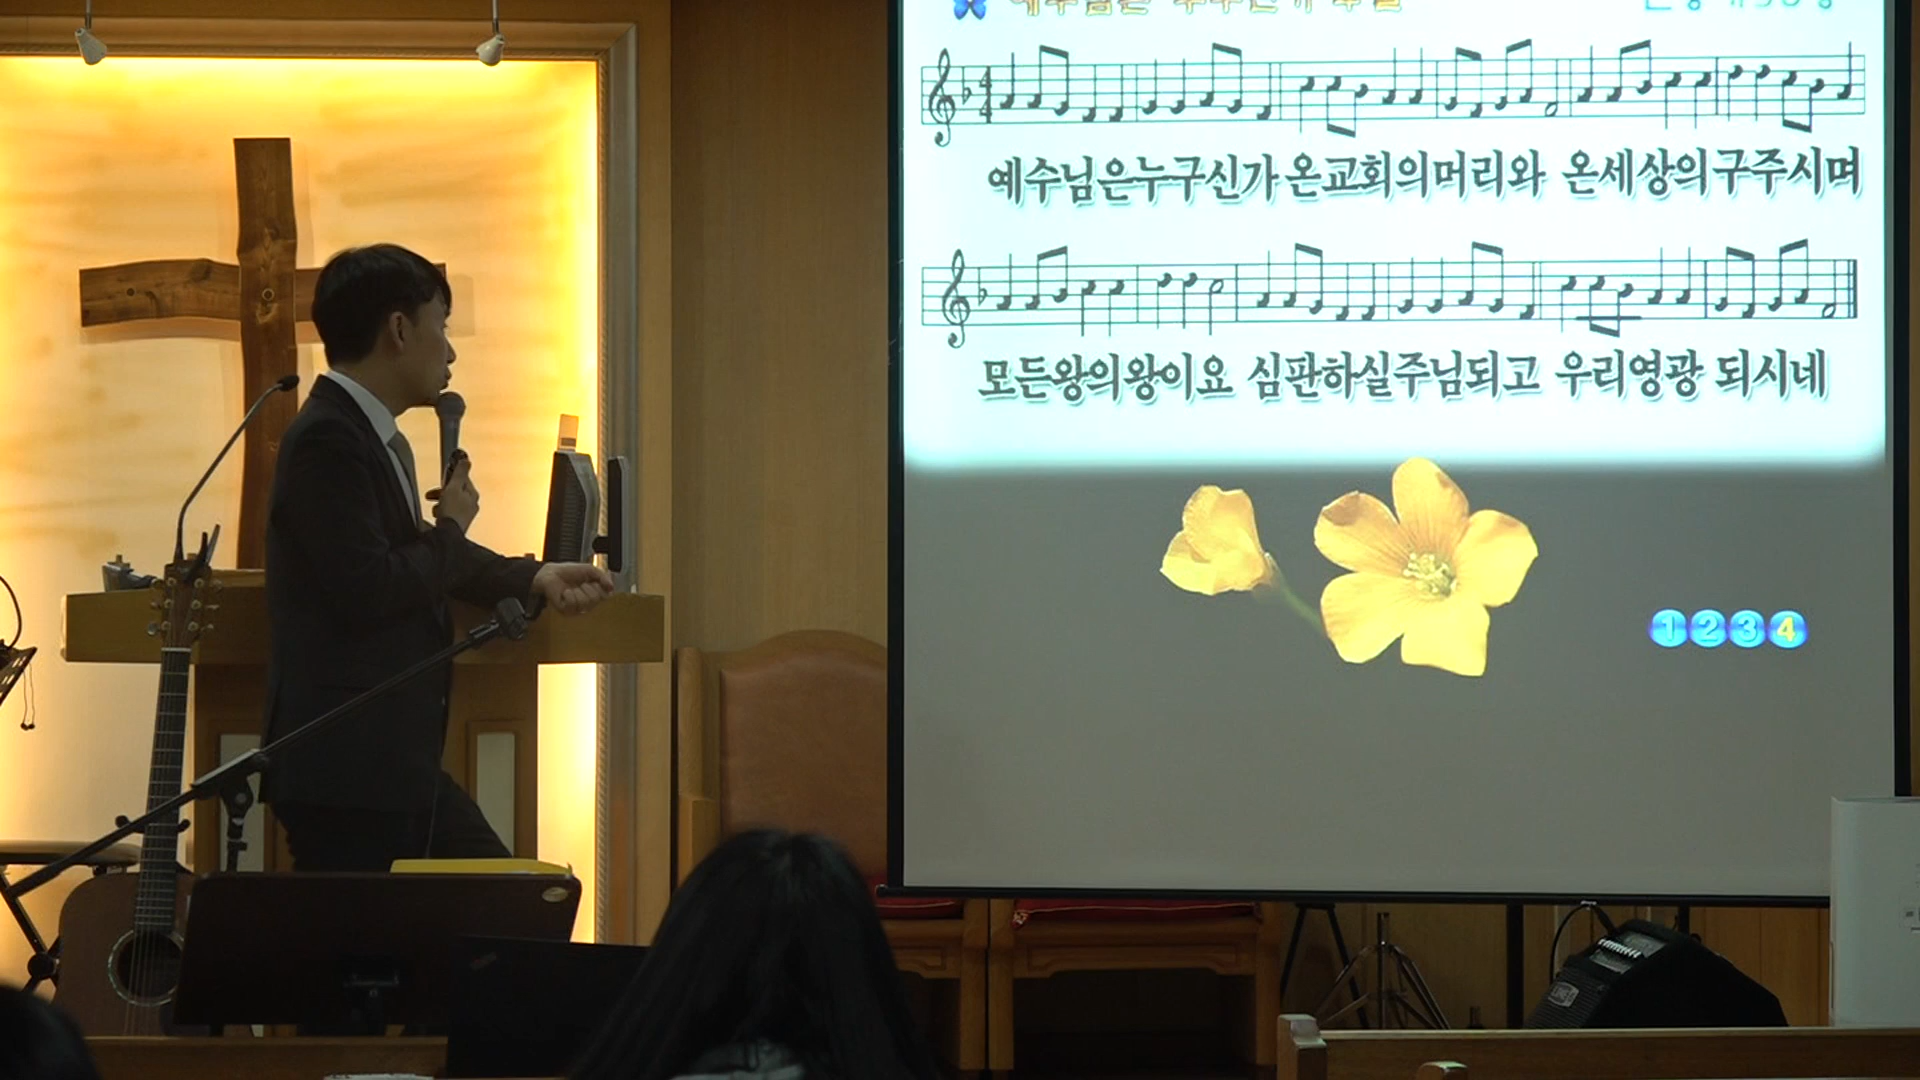 예수님은누구신가온교회의머리와 온세상의구주시며
모든왕의왕이요 심판하실주님되고 우리영광 되시네
1234